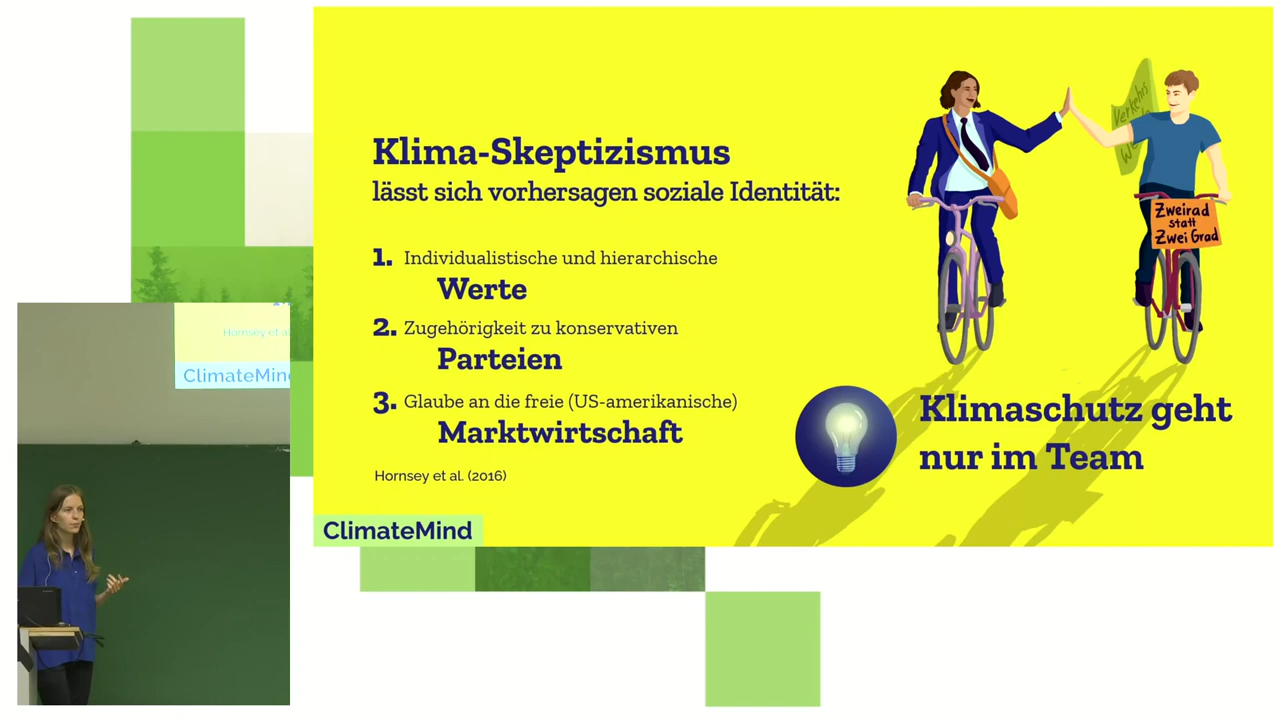 Klima-Skeptizismus
lässt sich vorhersagen soziale Identität:
1. Individualistische und hierarchische
Werte
2. Zugehörigkeit zu konservativen
Parteien
3. Glaube an die freie (US-amerikanische)
Marktwirtschaft
Hornsey et al. (2016)
ClimateMind
Verkehrs
Zweirad
statt
Zwei Grad
Klimaschutz geht
nur im Team
Hornsey et a
ClimateMin